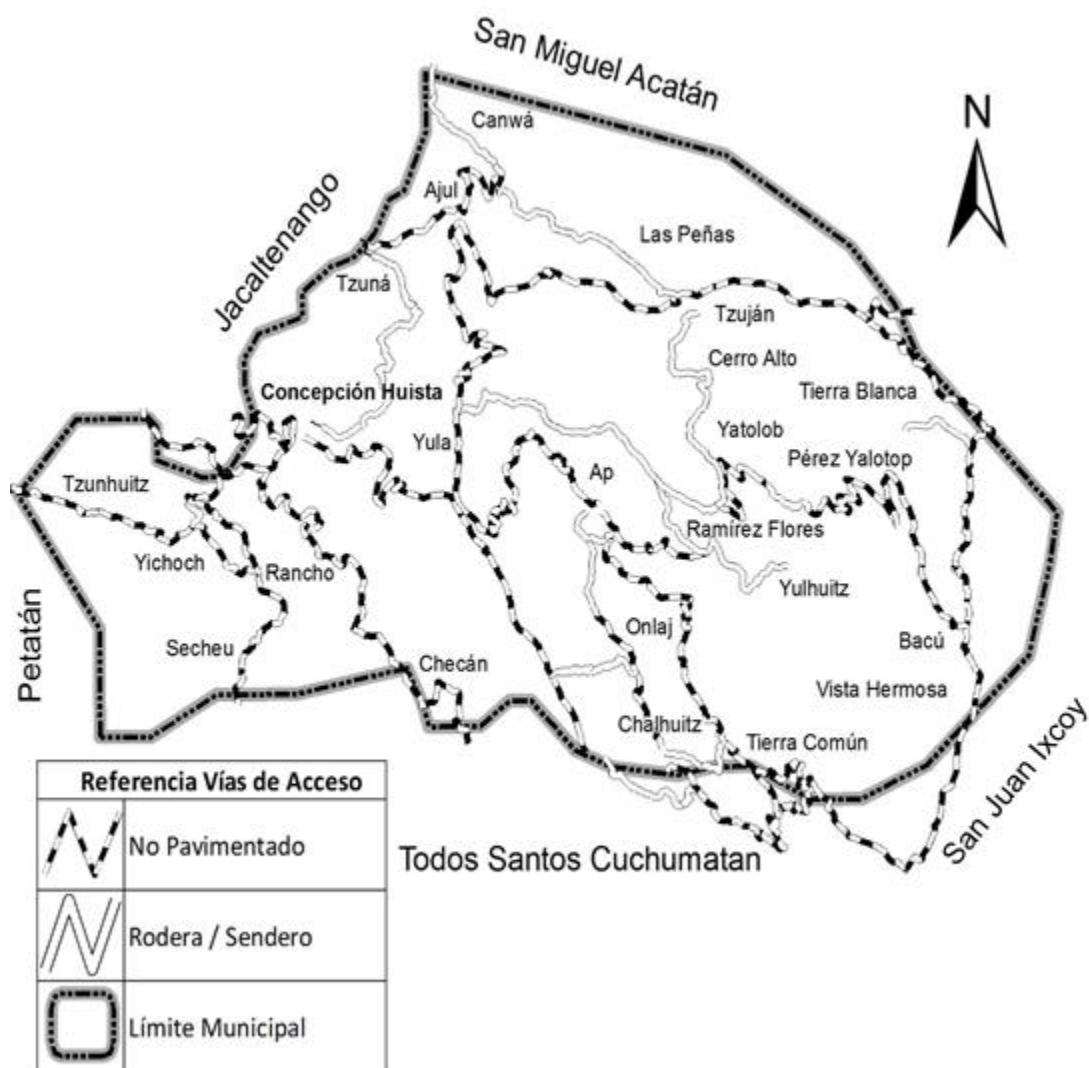 San Miguel Acatán
N
Canwá
Ajul
Jacaltenango
Las Peñas
Tzuná
Tzuján
Cerro Alto
Concepción Huista
Tierra Blanca
Yula
Yatolob
Pérez Yalotop
Ap
Tzunhuitz
Ramírez Flores
Yichoch
Rancho
Yulhuitz
Onlaj
Bacú
Secheu
Petatán
Checán
Vista Hermosa
Chalhuitz
Tierra Común
San Juan Ixcoy
Todos Santos Cuchumatan
Referencia Vías de Acceso
No Pavimentado
Rodera / Sendero
Límite Municipal